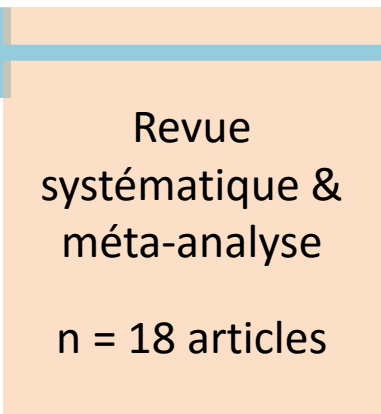 Revue
systématique &
méta-analyse
n = 18 articles